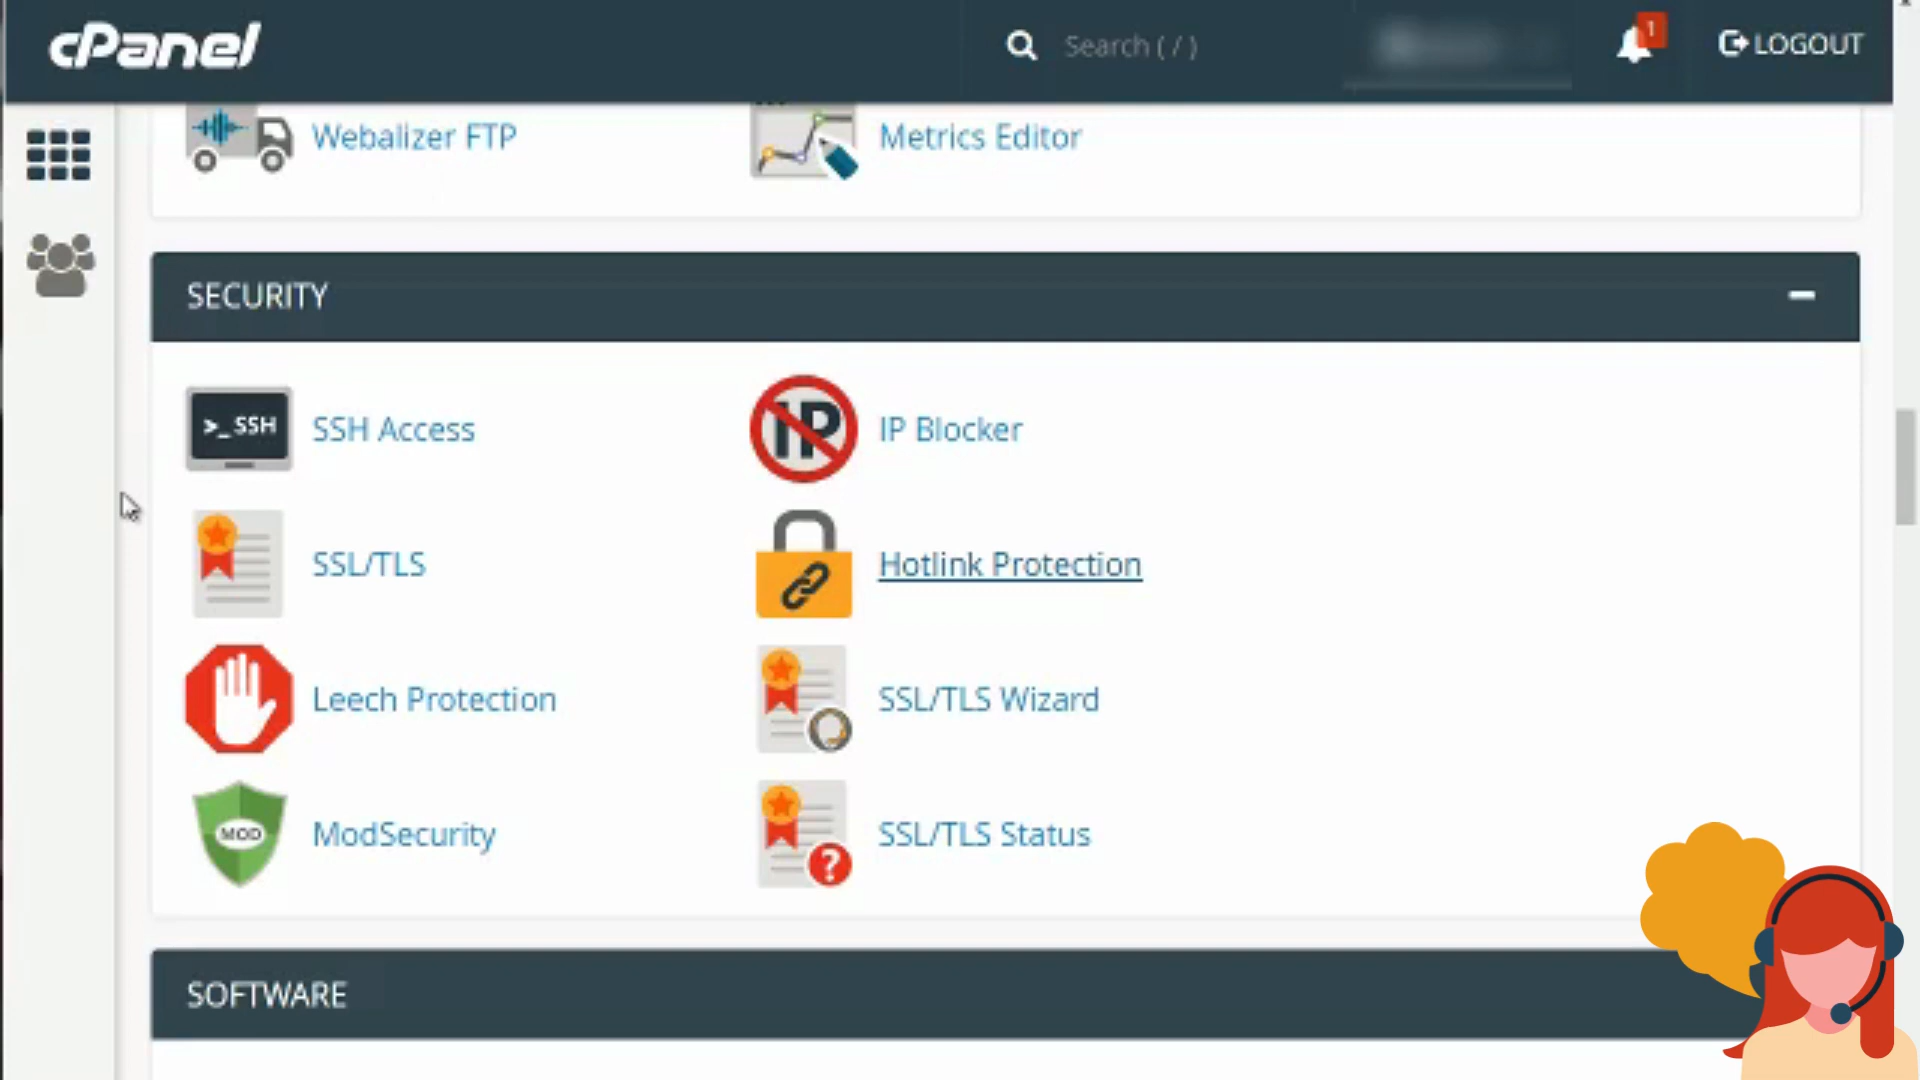 cPanel
Search ( / )
1
LOGOUT
Webalizer FTP
Metrics Editor
SECURITY
>_SSH
SSH Access
IP
IP Blocker
SSL/TLS
Hotlink Protection
Leech Protection
SSL/TLS Wizard
MOD
ModSecurity
?
SSL/TLS Status
SOFTWARE